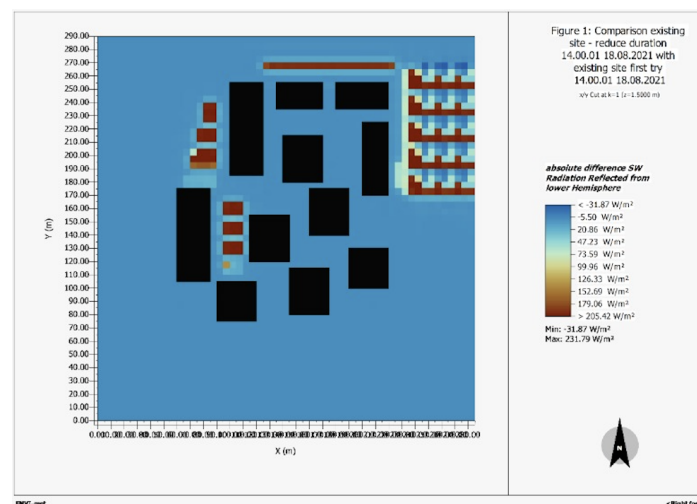 Figure 1: Comparison existing
site - reduce duration
14.00.01 18.08.2021 with
existing site first try
14.00.01 18.08.2021
x/y Cut at k=1 (z=1.5000 m)
absolute difference SW
Radiation Reflected from
lower Hemisphere
< -31.87 W/m²
-5.50 W/m²
20.86 W/m²
47.23 W/m²
73.59 W/m²
99.96 W/m²
126.33 W/m²
152.69 W/m²
179.06 W/m²
> 205.42 W/m²
Min: -31.87 W/m²
Max: 231.79 W/m²
N
290.00
280.00
270.00
260.00
250.00
240.00
230.00
220.00
210.00
200.00
190.00
180.00
170.00
160.00
150.00
140.00
130.00
120.00
110.00
100.00
90.00
80.00
70.00
60.00
50.00
40.00
30.00
20.00
10.00
0.00
Y (m)
X (m)